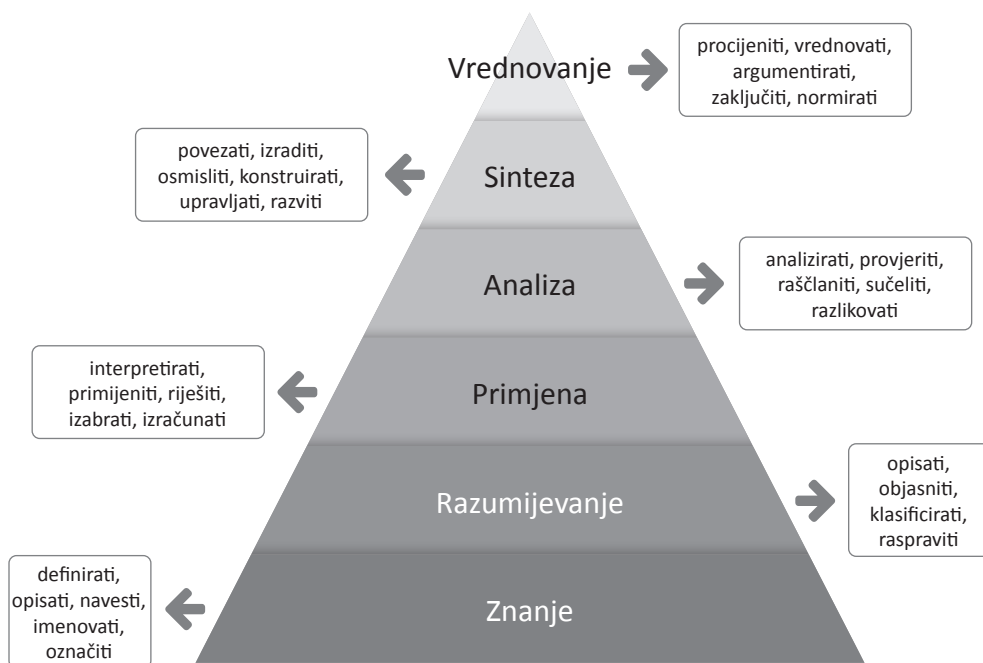 Vrednovanje
procijeniti, vrednovati,
argumentirati,
zaključiti, normirati
povezati, izraditi,
osmisliti, konstruirati,
upravljati, razviti
Sinteza
Analiza
analizirati, provjeriti,
raščlaniti, sučeliti,
razlikovati
interpretirati,
primijeniti, riješiti,
izabrati, izračunati
Primjena
Razumijevanje
opisati,
objasniti,
klasificirati,
raspraviti
definirati,
opisati, navesti,
imenovati,
označiti
Znanje